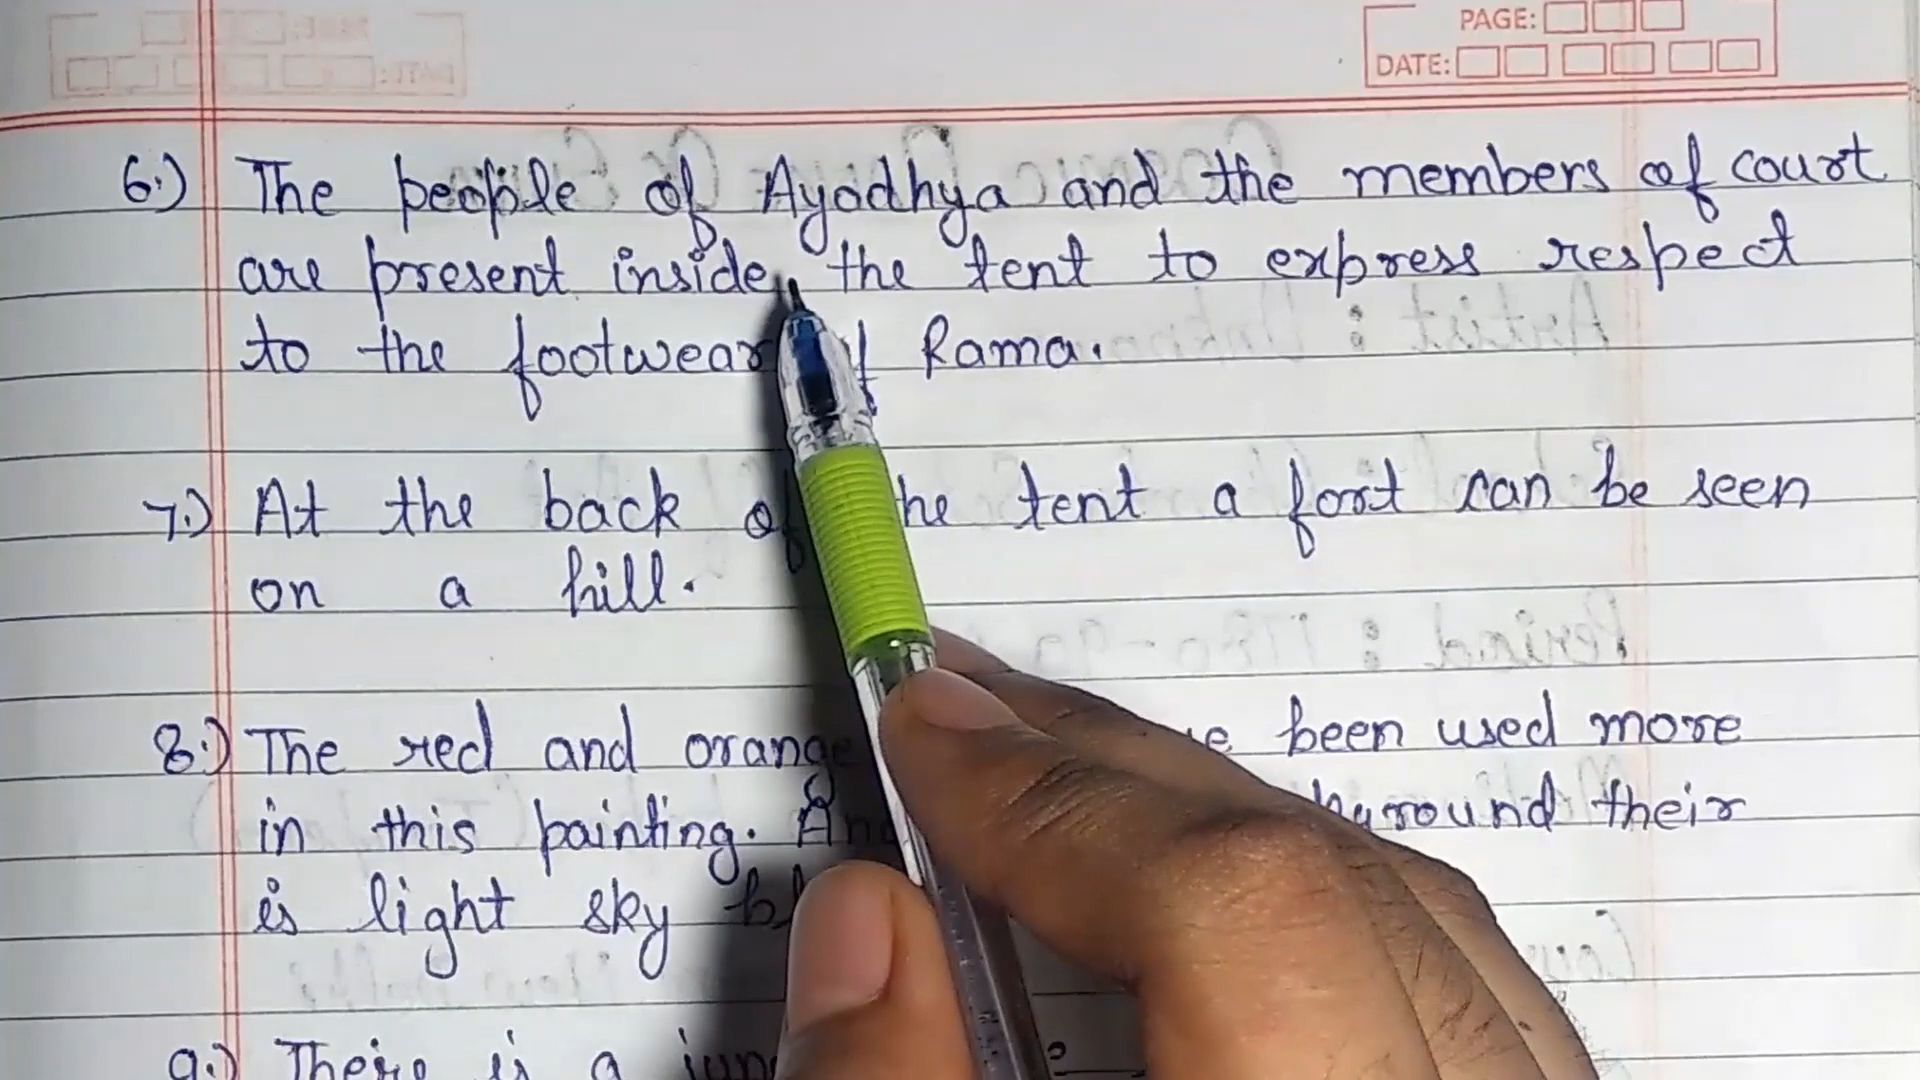 PAGE:
DATE:
6.) The people of Ayodhya and the members of court
are present inside the tent to express respect
to the footwear of Rama.
7.) At the back of the tent a fort can be seen
on a hill.
8.) The red and orange been used more
in this painting. And their
is light sky
9.) There is a